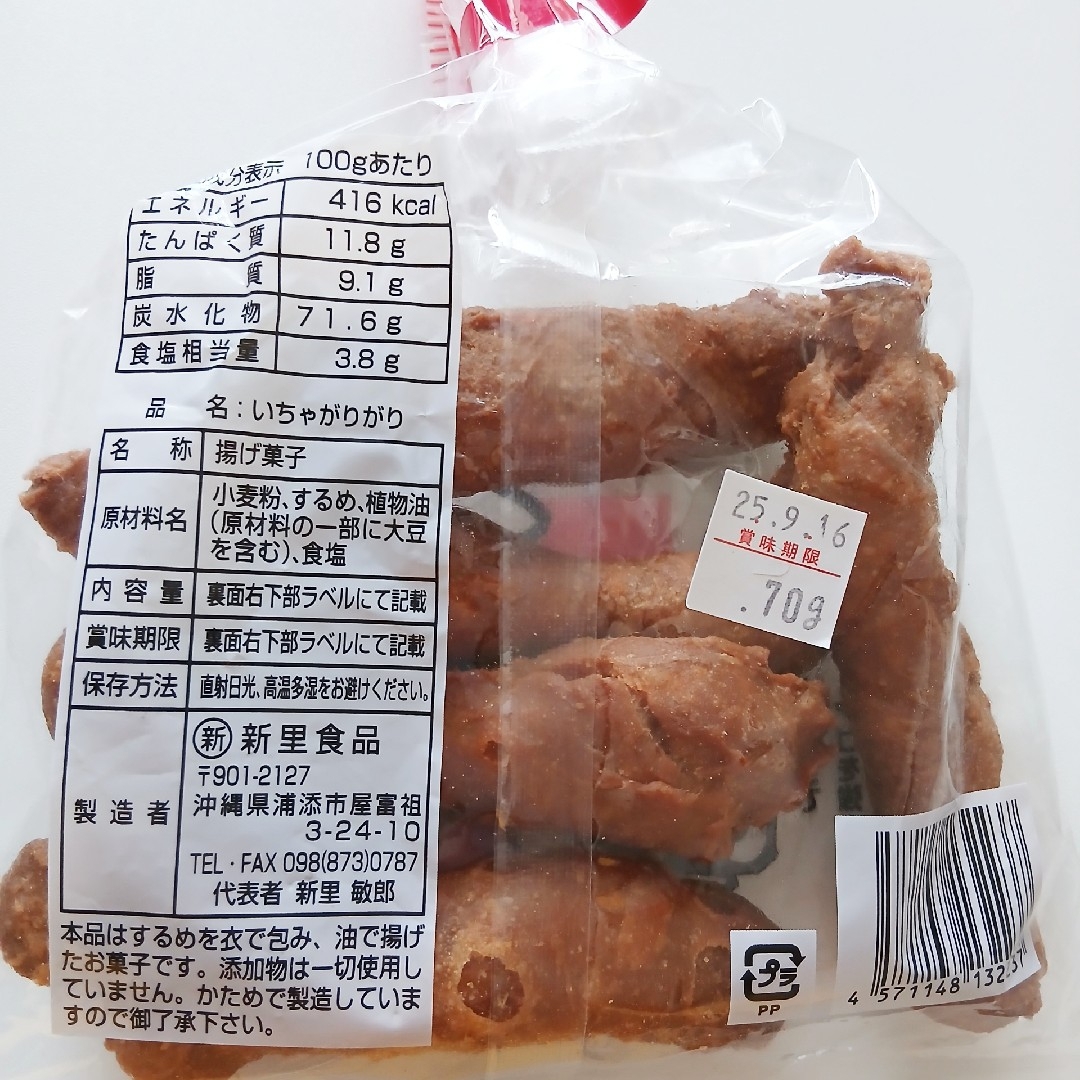 成分表示 100gあたり
エネルギー 416 kcal
たんぱく質 11.8 g
脂質 9.1 g
炭水化物 71.6 g
食塩相当量 3.8 g
品名:いちゃがりがり
名称 揚げ菓子
原材料名 小麦粉、するめ、植物油
(原材料の一部に大豆
を含む)、食塩
内容量 裏面右下部ラベルにて記載
賞味期限 裏面右下部ラベルにて記載
保存方法 直射日光、高温多湿をお避けください。
製造者 新 新里食品
〒901-2127
沖縄県浦添市屋富祖
3-24-10
TEL・FAX 098(873)0787
代表者 新里 敏郎
本品はするめを衣で包み、油で揚げ
たお菓子です。添加物は一切使用し
ていません。かためで製造していま
すので御了承下さい。
25.9.16
賞味期限
.70g
プラ
PP
4 571148 132